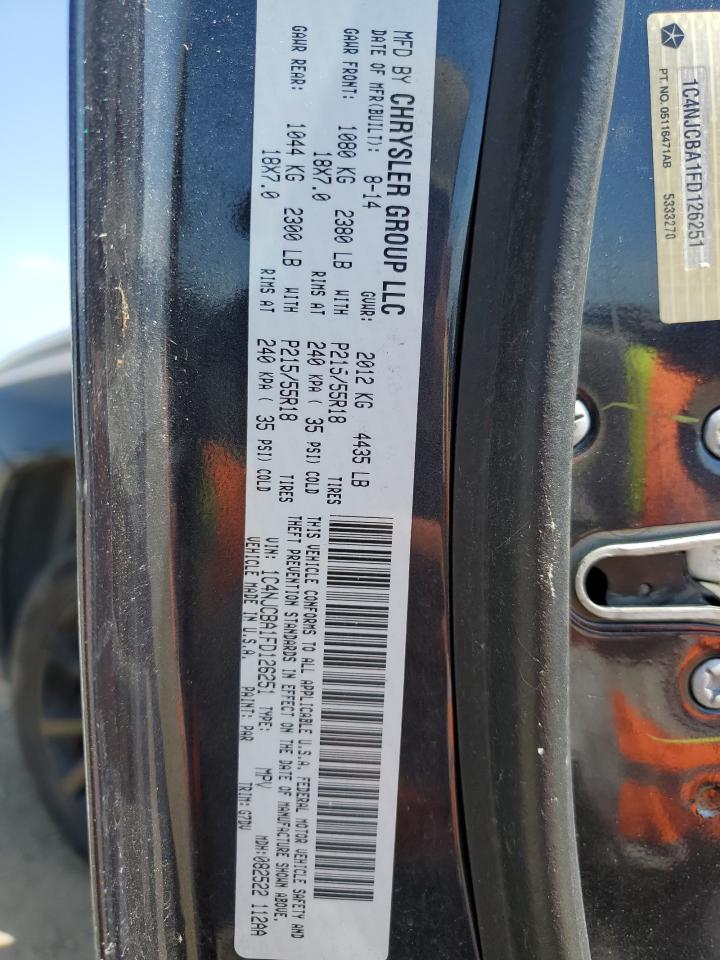 MFD BY CHRYSLER GROUP LLC
DATE OF MFR(BUILT): 8-14 GVWR: 2012 KG 4435 LB
GAWR FRONT: 1080 KG 2380 LB WITH P215/55R18 TIRES
18X7.0 RIMS AT 240 KPA ( 35 PSI) COLD
GAWR REAR: 1044 KG 2300 LB WITH P215/55R18 TIRES
18X7.0 RIMS AT 240 KPA ( 35 PSI) COLD
THIS VEHICLE CONFORMS TO ALL APPLICABLE U.S.A. FEDERAL MOTOR VEHICLE SAFETY AND
THEFT PREVENTION STANDARDS IN EFFECT ON THE DATE OF MANUFACTURE SHOWN ABOVE.
VIN: 1C4NJCBA1FD126251 TYPE: MPV MDH:082522 112AA
VEHICLE MADE IN U.S.A. PAINT: PAR TRIM: G7DV
1C4NJCBA1FD126251
PT. NO. 05116471AB 5333270